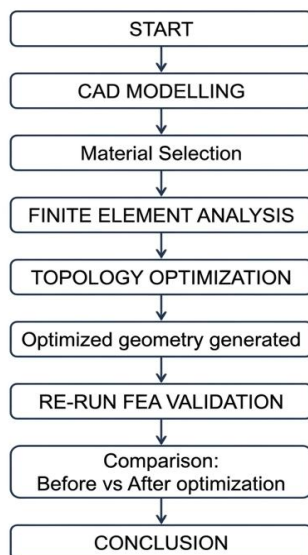 START
CAD MODELLING
Material Selection
FINITE ELEMENT ANALYSIS
TOPOLOGY OPTIMIZATION
Optimized geometry generated
RE-RUN FEA VALIDATION
Comparison:
Before vs After optimization
CONCLUSION